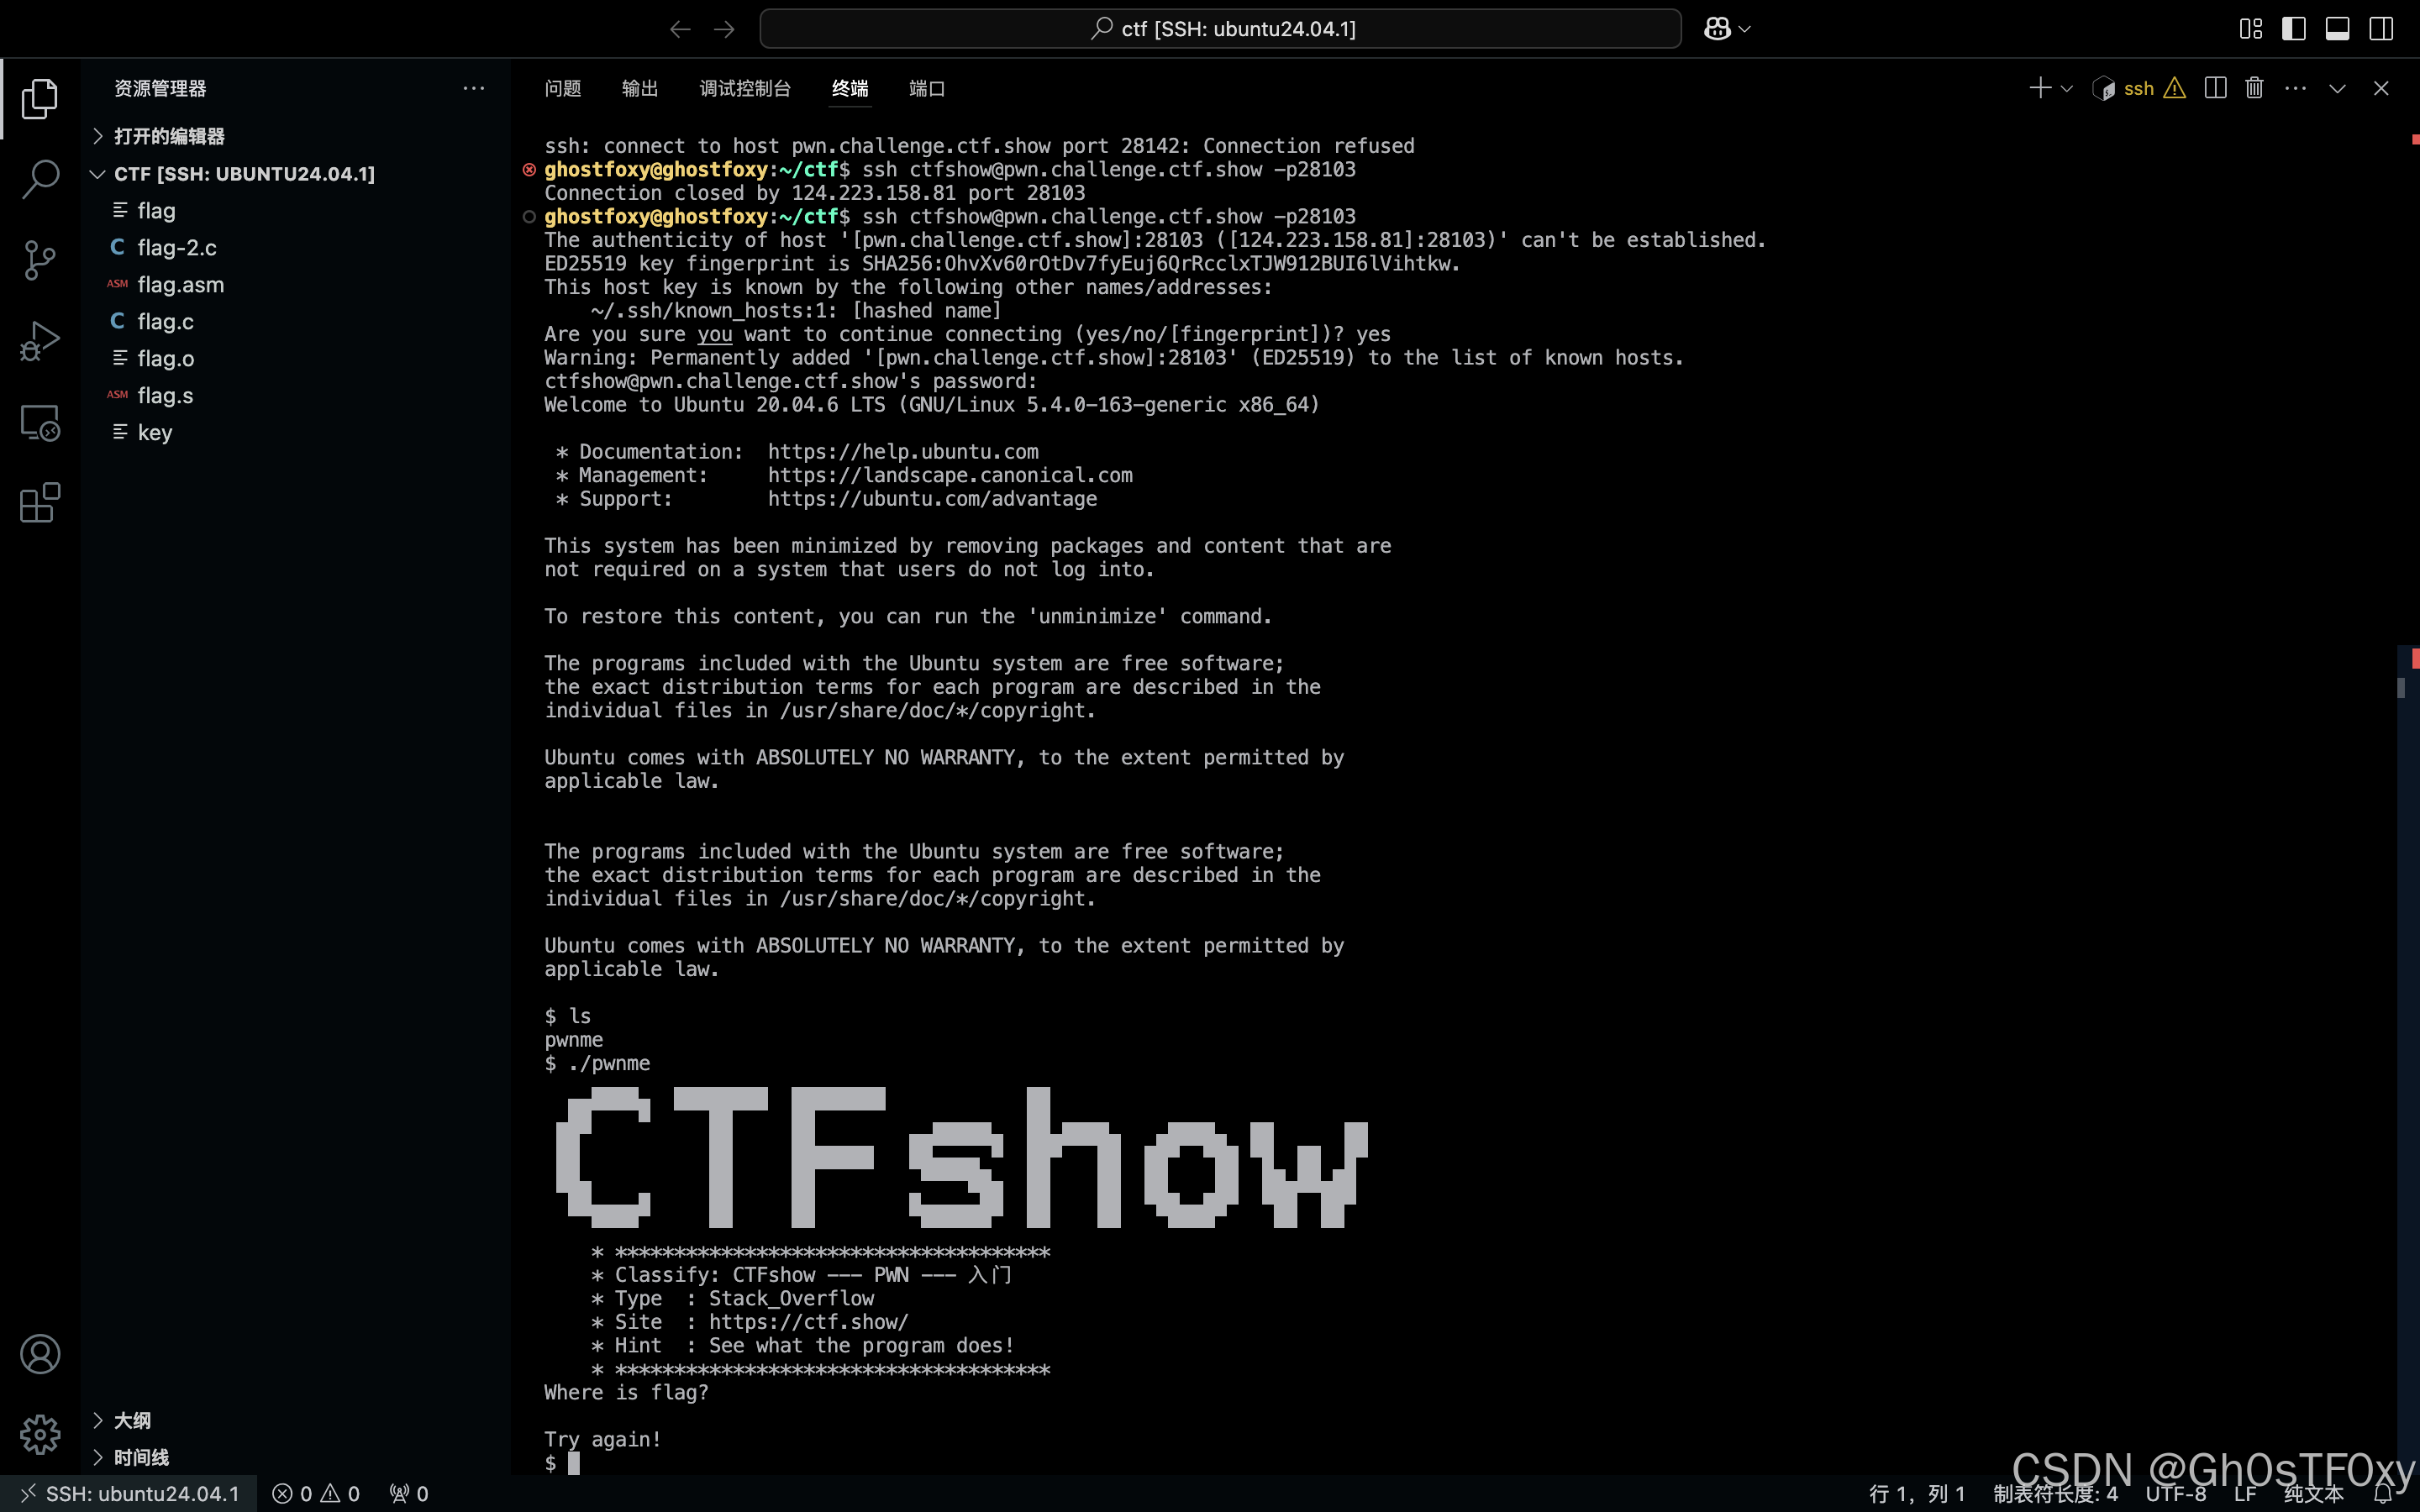 ctf [SSH: ubuntu24.04.1]
资源管理器
打开的编辑器
CTF [SSH: UBUNTU24.04.1]
flag
C flag-2.c
ASM flag.asm
C flag.c
flag.o
ASM flag.s
key
大纲
时间线
问题 输出 调试控制台 终端 端口
ssh
ssh: connect to host pwn.challenge.ctf.show port 28142: Connection refused
ghostfoxy@ghostfoxy:~/ctf$ ssh ctfshow@pwn.challenge.ctf.show -p28103
Connection closed by 124.223.158.81 port 28103
ghostfoxy@ghostfoxy:~/ctf$ ssh ctfshow@pwn.challenge.ctf.show -p28103
The authenticity of host '[pwn.challenge.ctf.show]:28103 ([124.223.158.81]:28103)' can't be established.
ED25519 key fingerprint is SHA256:OhvXv60rOtDv7fyEuj6QrRcclxTJW912BUI6lVihtkw.
This host key is known by the following other names/addresses:
    ~/.ssh/known_hosts:1: [hashed name]
Are you sure you want to continue connecting (yes/no/[fingerprint])? yes
Warning: Permanently added '[pwn.challenge.ctf.show]:28103' (ED25519) to the list of known hosts.
ctfshow@pwn.challenge.ctf.show's password:
Welcome to Ubuntu 20.04.6 LTS (GNU/Linux 5.4.0-163-generic x86_64)
 * Documentation:  https://help.ubuntu.com
 * Management:     https://landscape.canonical.com
 * Support:        https://ubuntu.com/advantage
This system has been minimized by removing packages and content that are
not required on a system that users do not log into.
To restore this content, you can run the 'unminimize' command.
The programs included with the Ubuntu system are free software;
the exact distribution terms for each program are described in the
individual files in /usr/share/doc/*/copyright.
Ubuntu comes with ABSOLUTELY NO WARRANTY, to the extent permitted by
applicable law.
The programs included with the Ubuntu system are free software;
the exact distribution terms for each program are described in the
individual files in /usr/share/doc/*/copyright.
Ubuntu comes with ABSOLUTELY NO WARRANTY, to the extent permitted by
applicable law.
$ ls
pwnme
$ ./pwnme
CTFshow
    * *************************************
    * Classify: CTFshow --- PWN --- 入门
    * Type  : Stack_Overflow
    * Site  : https://ctf.show/
    * Hint  : See what the program does!
    * *************************************
Where is flag?
Try again!
$
CSDN @Gh0sTF0xy
SSH: ubuntu24.04.1 0 0 0 行 1，列 1 制表符长度: 4 UTF-8 LF 纯文本